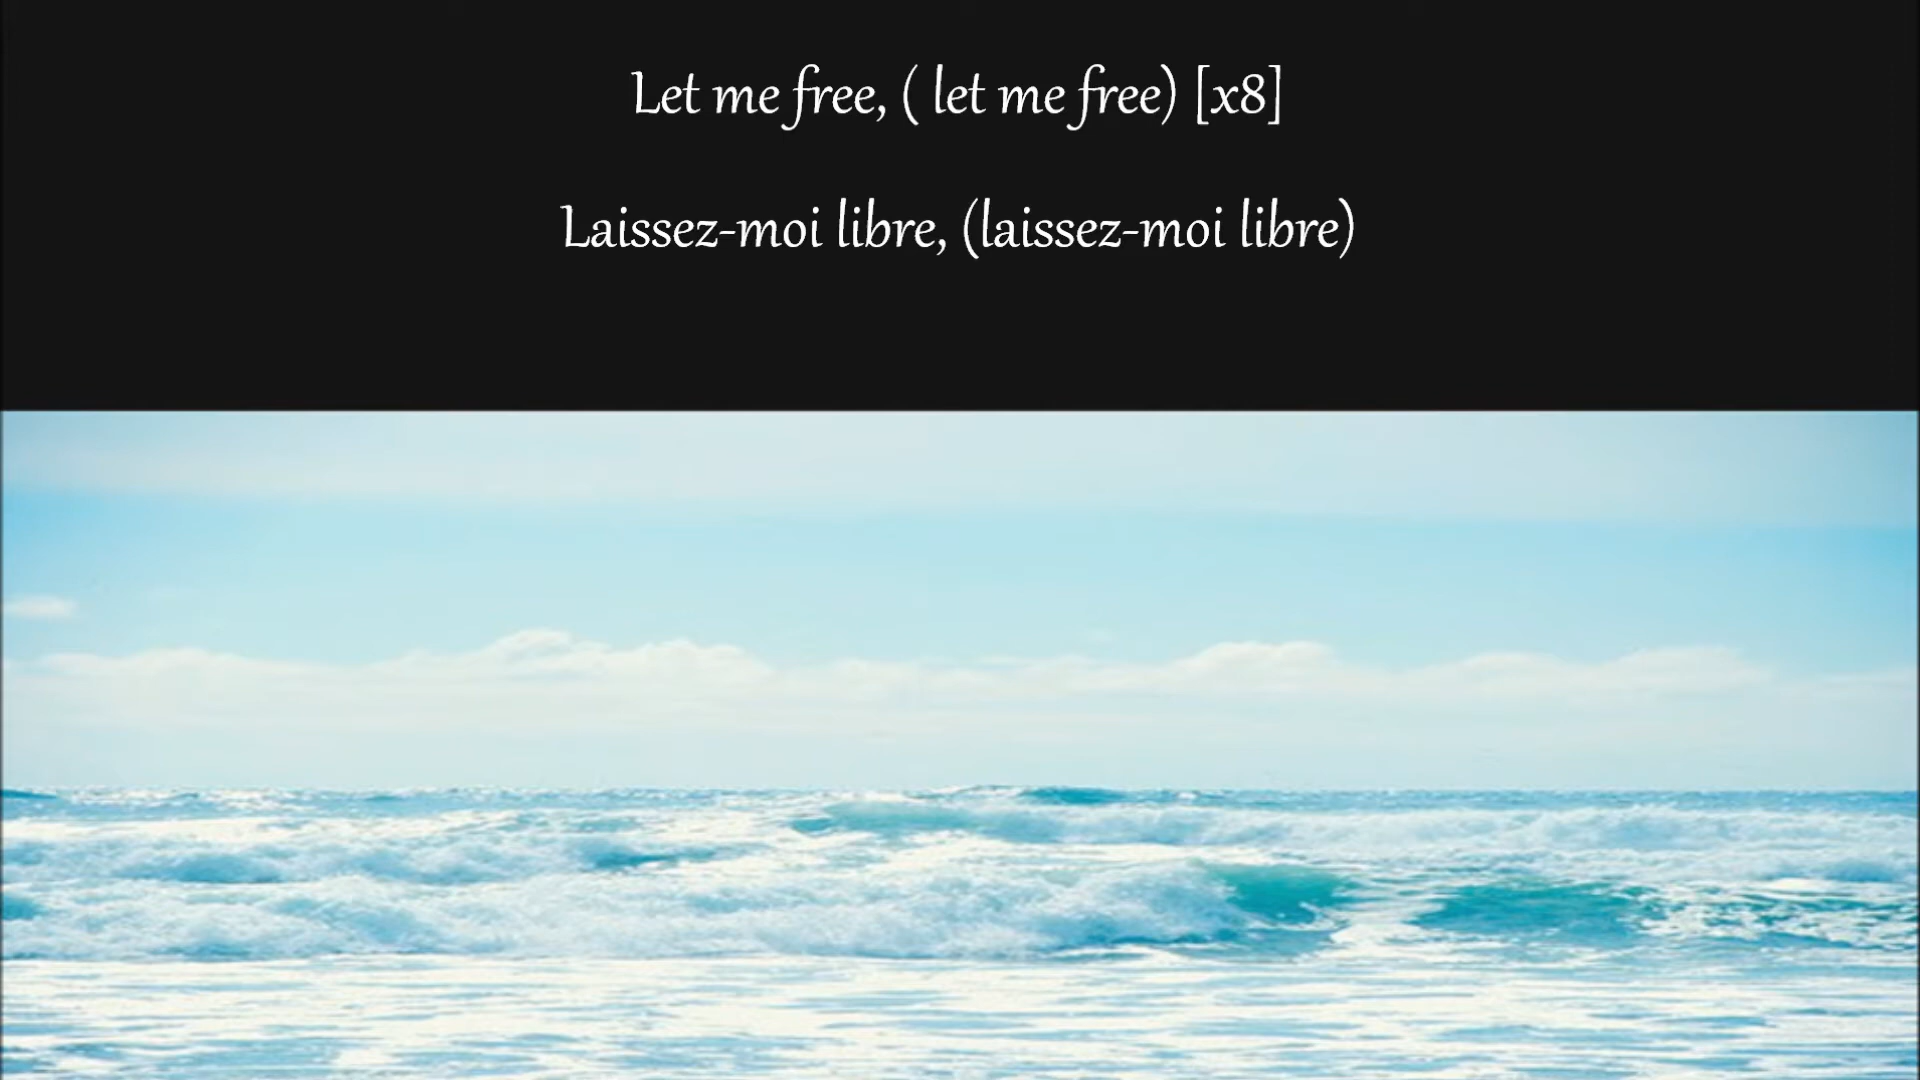 Let me free, ( let me free) [x8]
Laissez-moi libre, (laissez-moi libre)